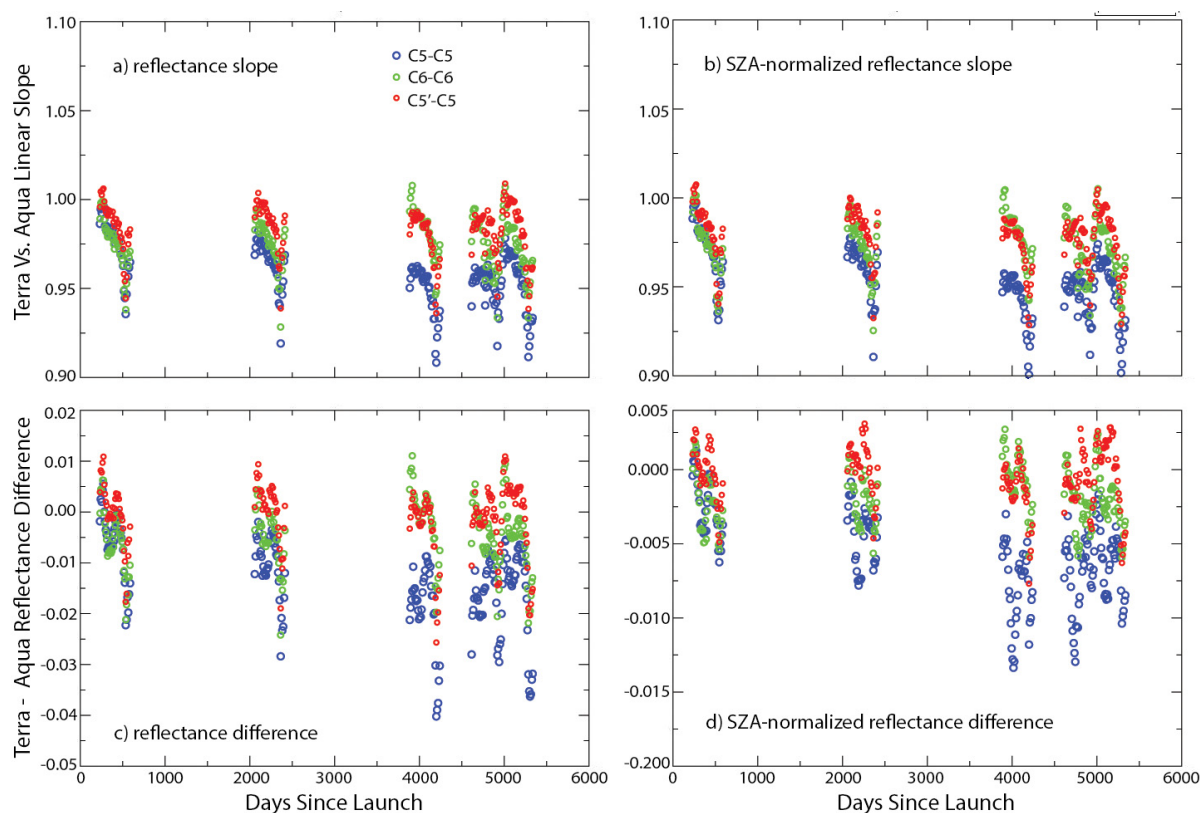 1.10
1.05
1.00
0.95
0.90
Terra Vs. Aqua Linear Slope
a) reflectance slope
C5-C5
C6-C6
C5'-C5
1.10
1.05
1.00
0.95
0.90
b) SZA-normalized reflectance slope
0.02
0.01
0.00
-0.01
-0.02
-0.03
-0.04
-0.05
Terra - Aqua Reflectance Difference
c) reflectance difference
0 1000 2000 3000 4000 5000 6000
Days Since Launch
0.005
0.000
-0.005
-0.010
-0.015
-0.200
d) SZA-normalized reflectance difference
0 1000 2000 3000 4000 5000 6000
Days Since Launch